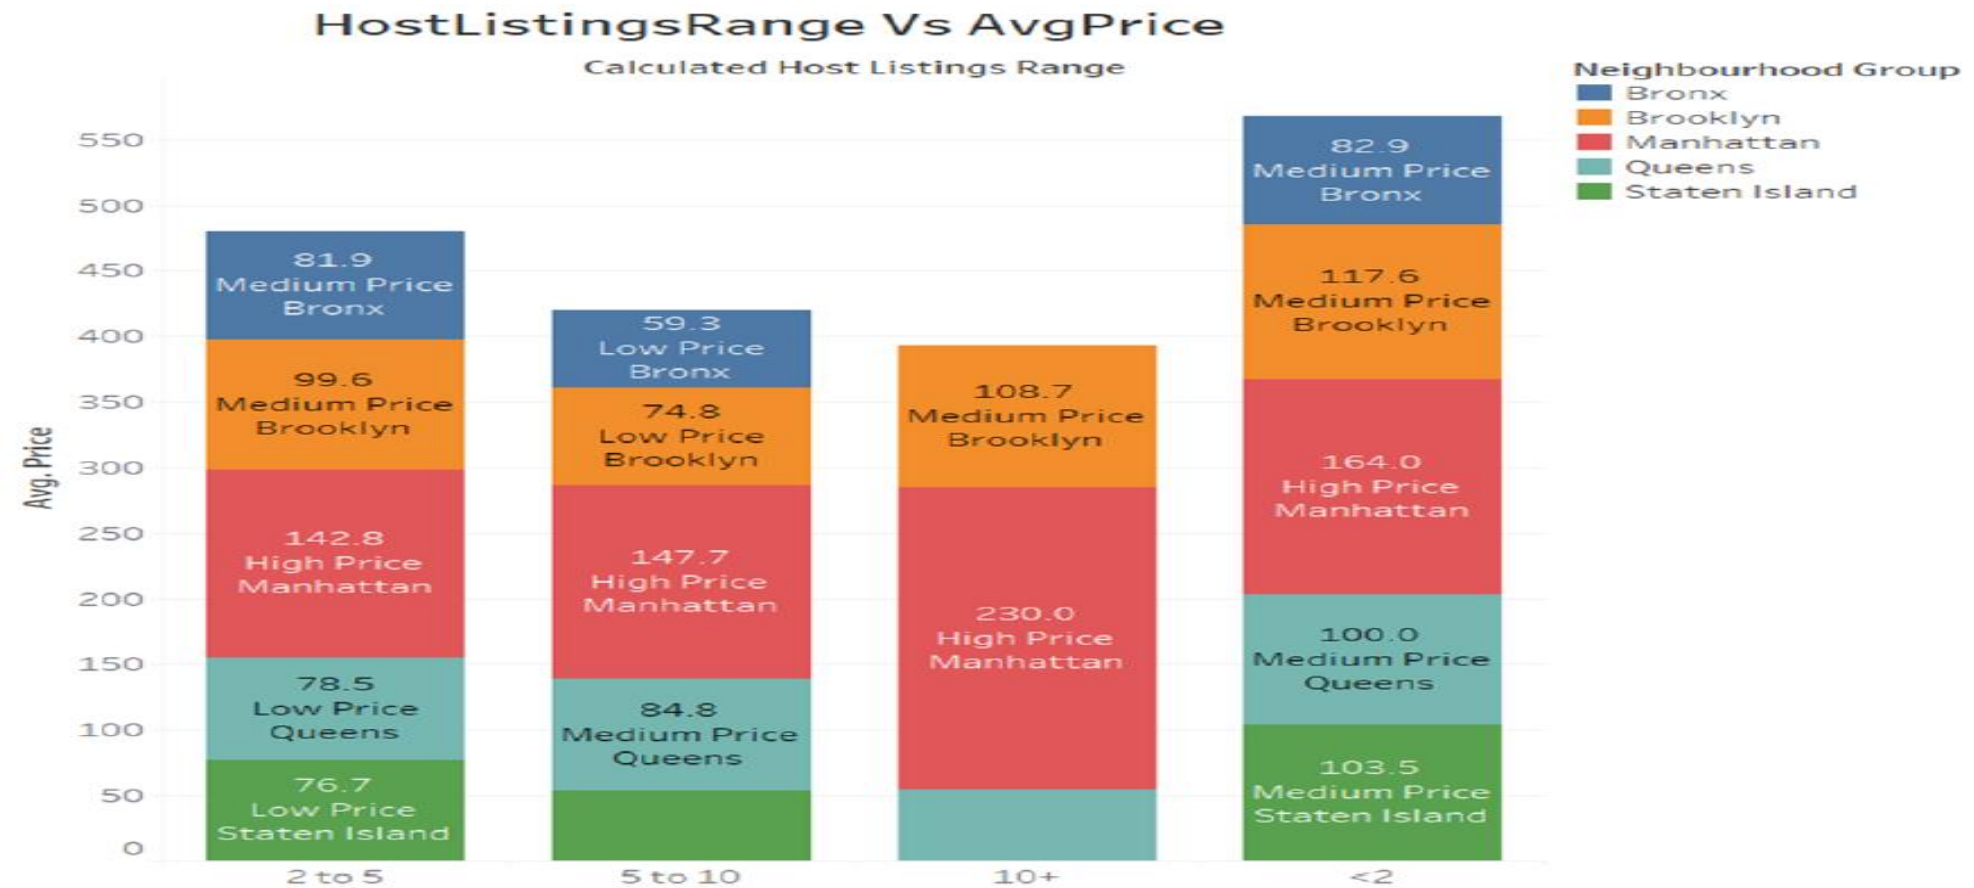 HostListingsRange Vs AvgPrice
Calculated Host Listings Range
Neighbourhood Group
Bronx
Brooklyn
Manhattan
Queens
Staten Island
Avg. Price
550
500
450
400
350
300
250
200
150
100
50
0
81.9
Medium Price
Bronx
99.6
Medium Price
Brooklyn
142.8
High Price
Manhattan
78.5
Low Price
Queens
76.7
Low Price
Staten Island
59.3
Low Price
Bronx
74.8
Low Price
Brooklyn
147.7
High Price
Manhattan
84.8
Medium Price
Queens
108.7
Medium Price
Brooklyn
230.0
High Price
Manhattan
82.9
Medium Price
Bronx
117.6
Medium Price
Brooklyn
164.0
High Price
Manhattan
100.0
Medium Price
Queens
103.5
Medium Price
Staten Island
2 to 5
5 to 10
10+
<2